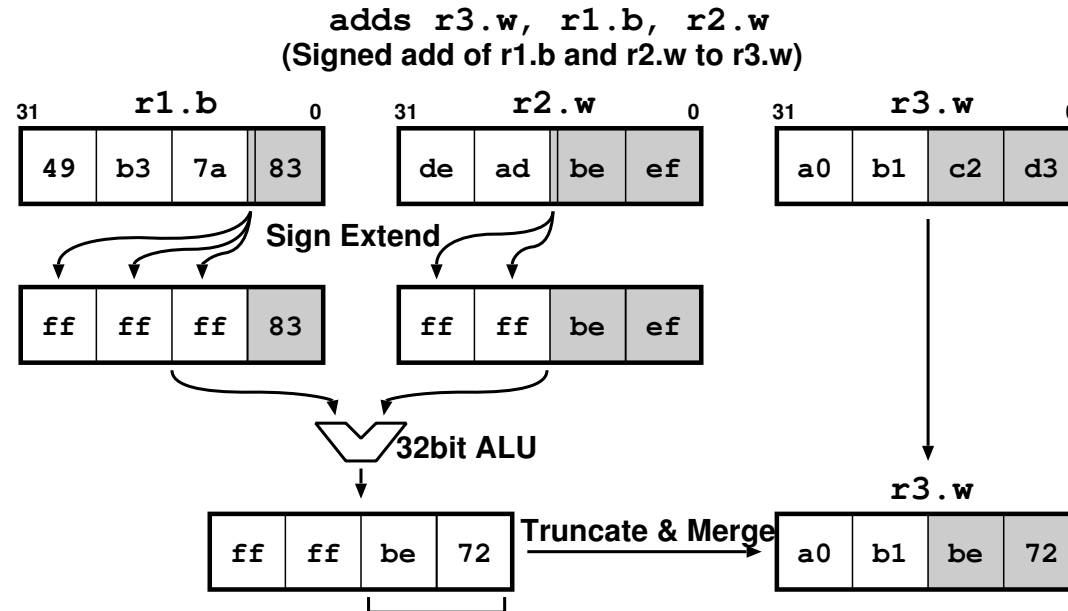 adds r3.w, r1.b, r2.w
(Signed add of r1.b and r2.w to r3.w)
31 r1.b 0 31 r2.w 0 31 r3.w 0
49 b3 7a 83 de ad be ef a0 b1 c2 d3
Sign Extend
ff ff ff 83 ff ff be ef
32bit ALU
r3.w
ff ff be 72 Truncate & Merge a0 b1 be 72